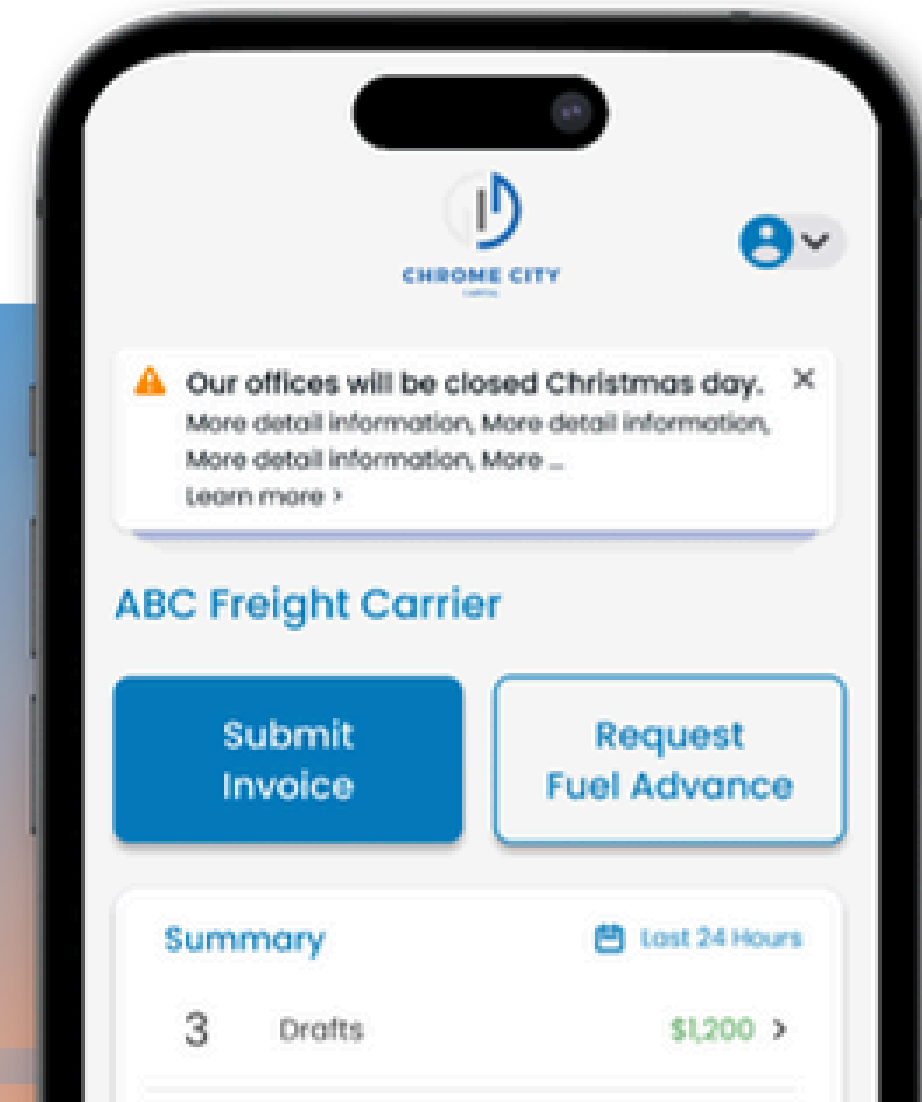 CHROME CITY
Our offices will be closed Christmas day.
More detail information, More detail information,
More detail information, More ...
Learn more >
ABC Freight Carrier
Submit
Invoice
Request
Fuel Advance
Summary
Last 24 Hours
3 Drafts $1,200 >